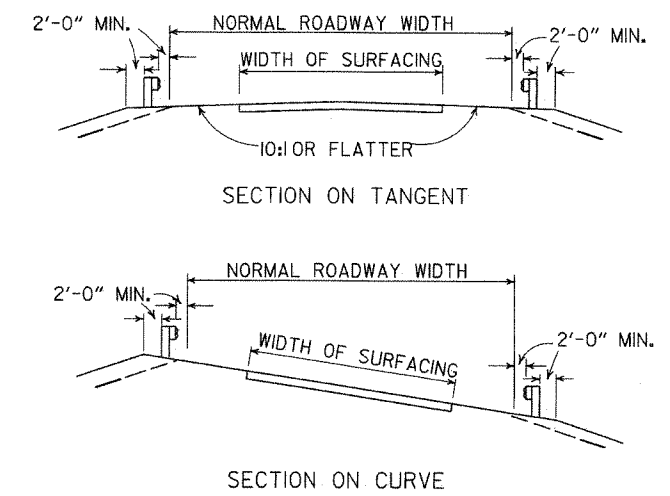 2'-0" MIN.
NORMAL ROADWAY WIDTH
2'-0" MIN.
WIDTH OF SURFACING
10:1 OR FLATTER
SECTION ON TANGENT
NORMAL ROADWAY WIDTH
2'-0" MIN.
WIDTH OF SURFACING
2'-0" MIN.
SECTION ON CURVE